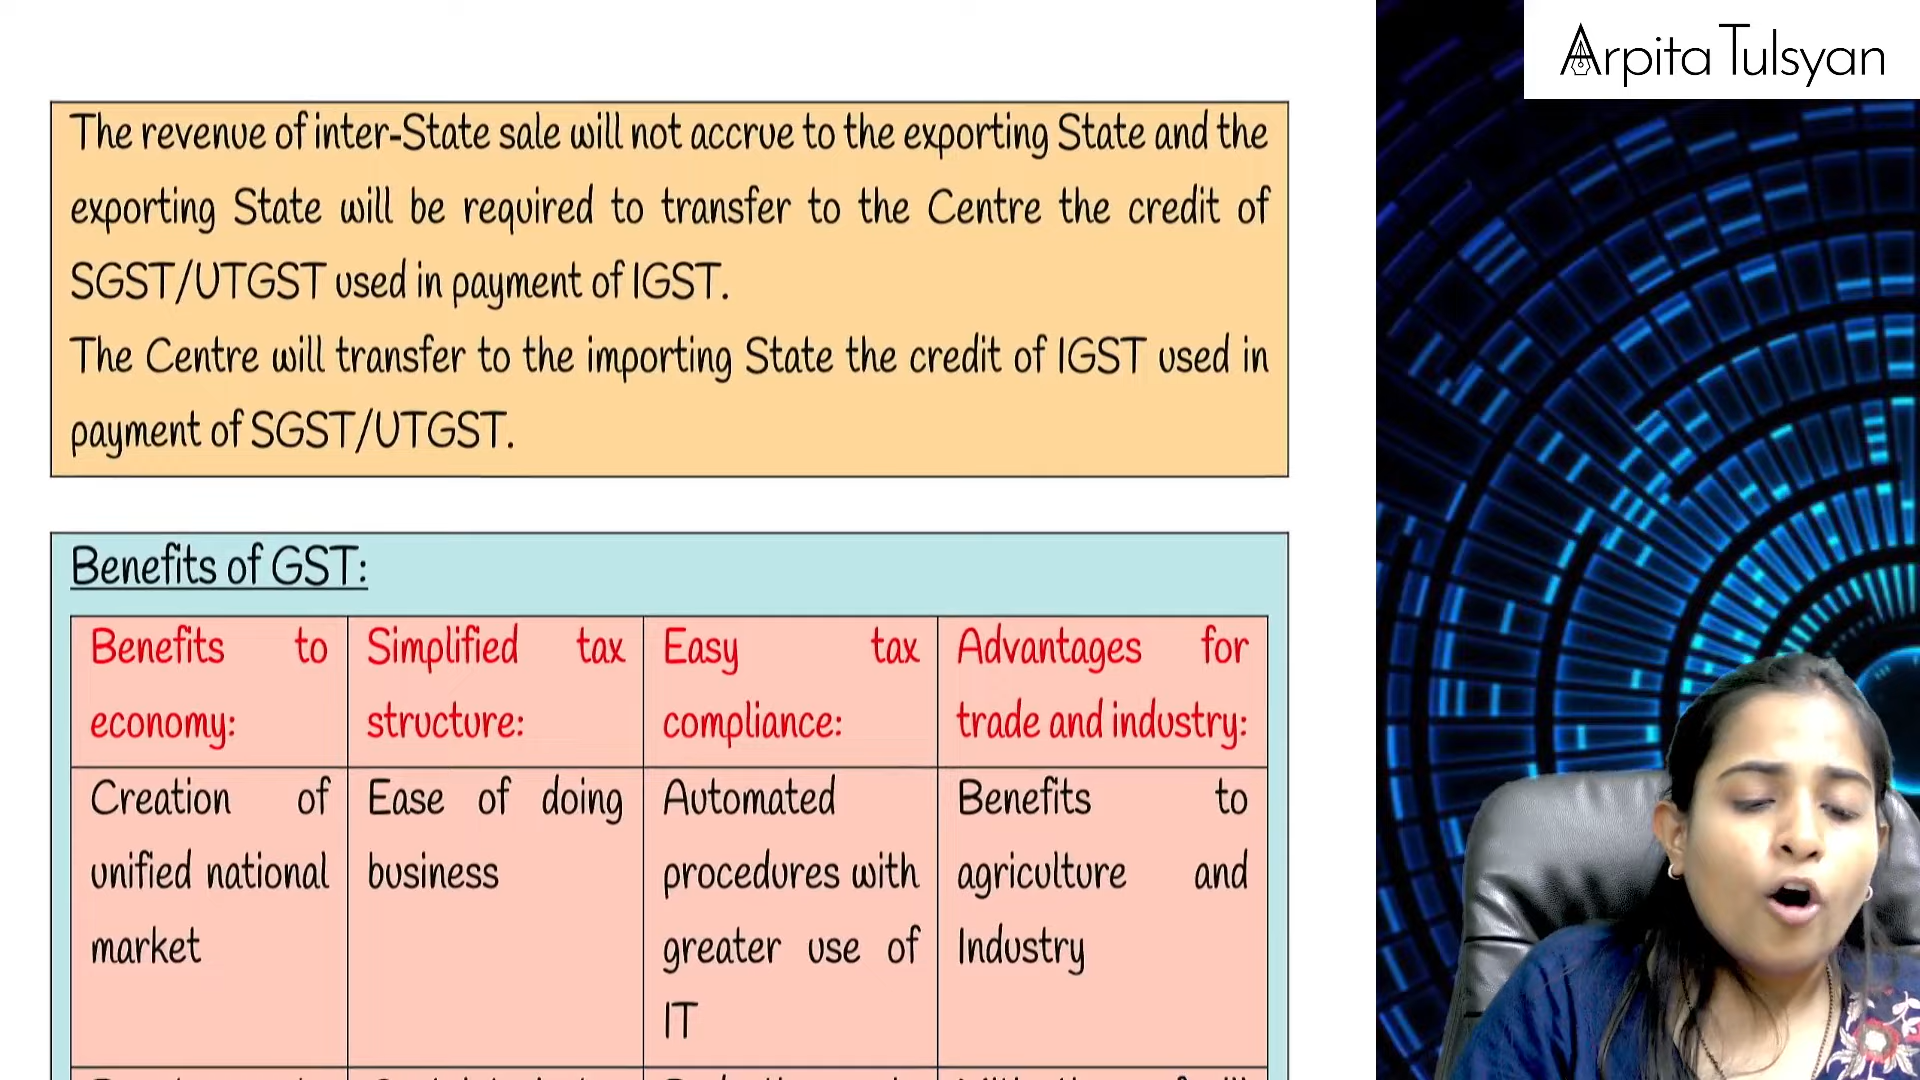 Arpita Tulsyan
The revenue of inter-State sale will not accrue to the exporting State and the
exporting State will be required to transfer to the Centre the credit of
SGST/UTGST used in payment of IGST.
The Centre will transfer to the importing State the credit of IGST used in
payment of SGST/UTGST.
Benefits of GST:
Benefits to
economy:
Simplified tax
structure:
Easy tax
compliance:
Advantages for
trade and industry:
Creation of
unified national
market
Ease of doing
business
Automated
procedures with
greater use of
IT
Benefits to
agriculture and
Industry